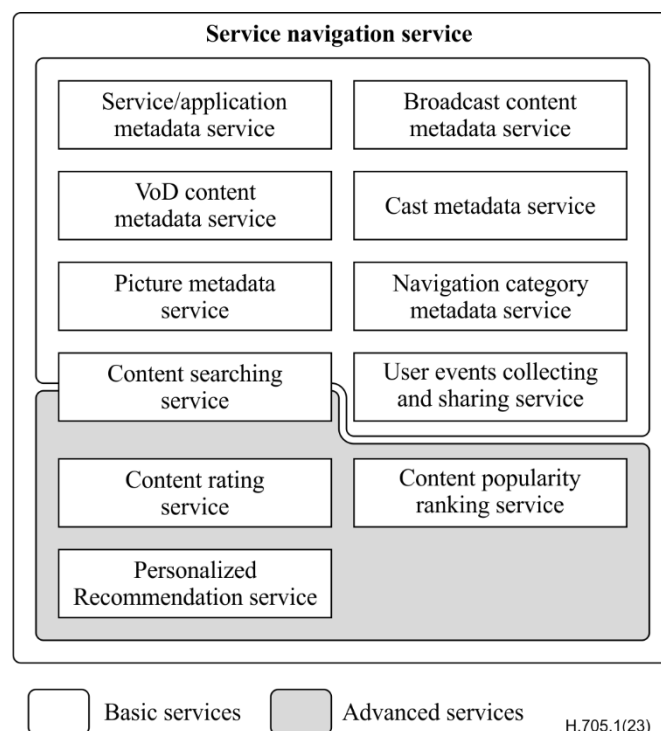 Service navigation service
Service/application
metadata service
Broadcast content
metadata service
VoD content
metadata service
Cast metadata service
Picture metadata
service
Navigation category
metadata service
Content searching
service
User events collecting
and sharing service
Content rating
service
Content popularity
ranking service
Personalized
Recommendation service
Basic services
Advanced services
H.705.1(23)